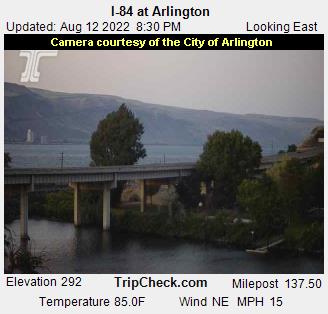 I-84 at Arlington
Updated: Aug 12 2022 8:30 PM Looking East
Camera courtesy of the City of Arlington
Elevation 292 TripCheck.com Milepost 137.50
Temperature 85.0F Wind NE MPH 15